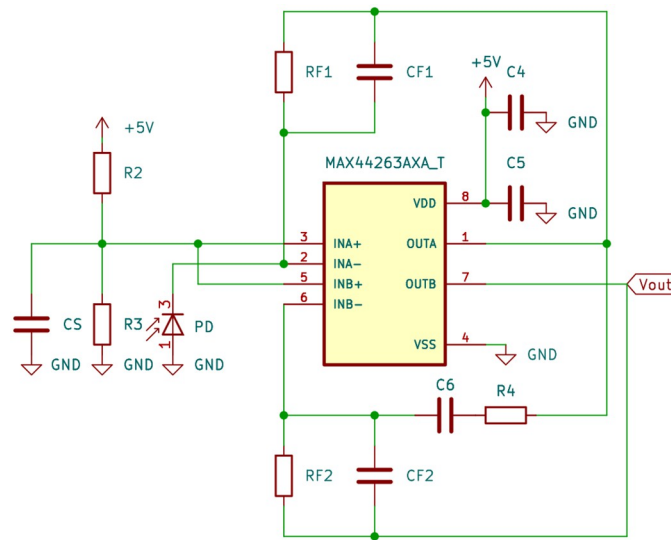 RF1
CF1
+5V
C4
GND
+5V
MAX44263AXA_T
R2
C5
VDD
8
GND
3
INA+
OUTA
1
2
INA-
5
INB+
OUTB
7
Vout
6
INB-
CS
R3
3
1
PD
VSS
4
GND
GND
GND
GND
C6
R4
RF2
CF2